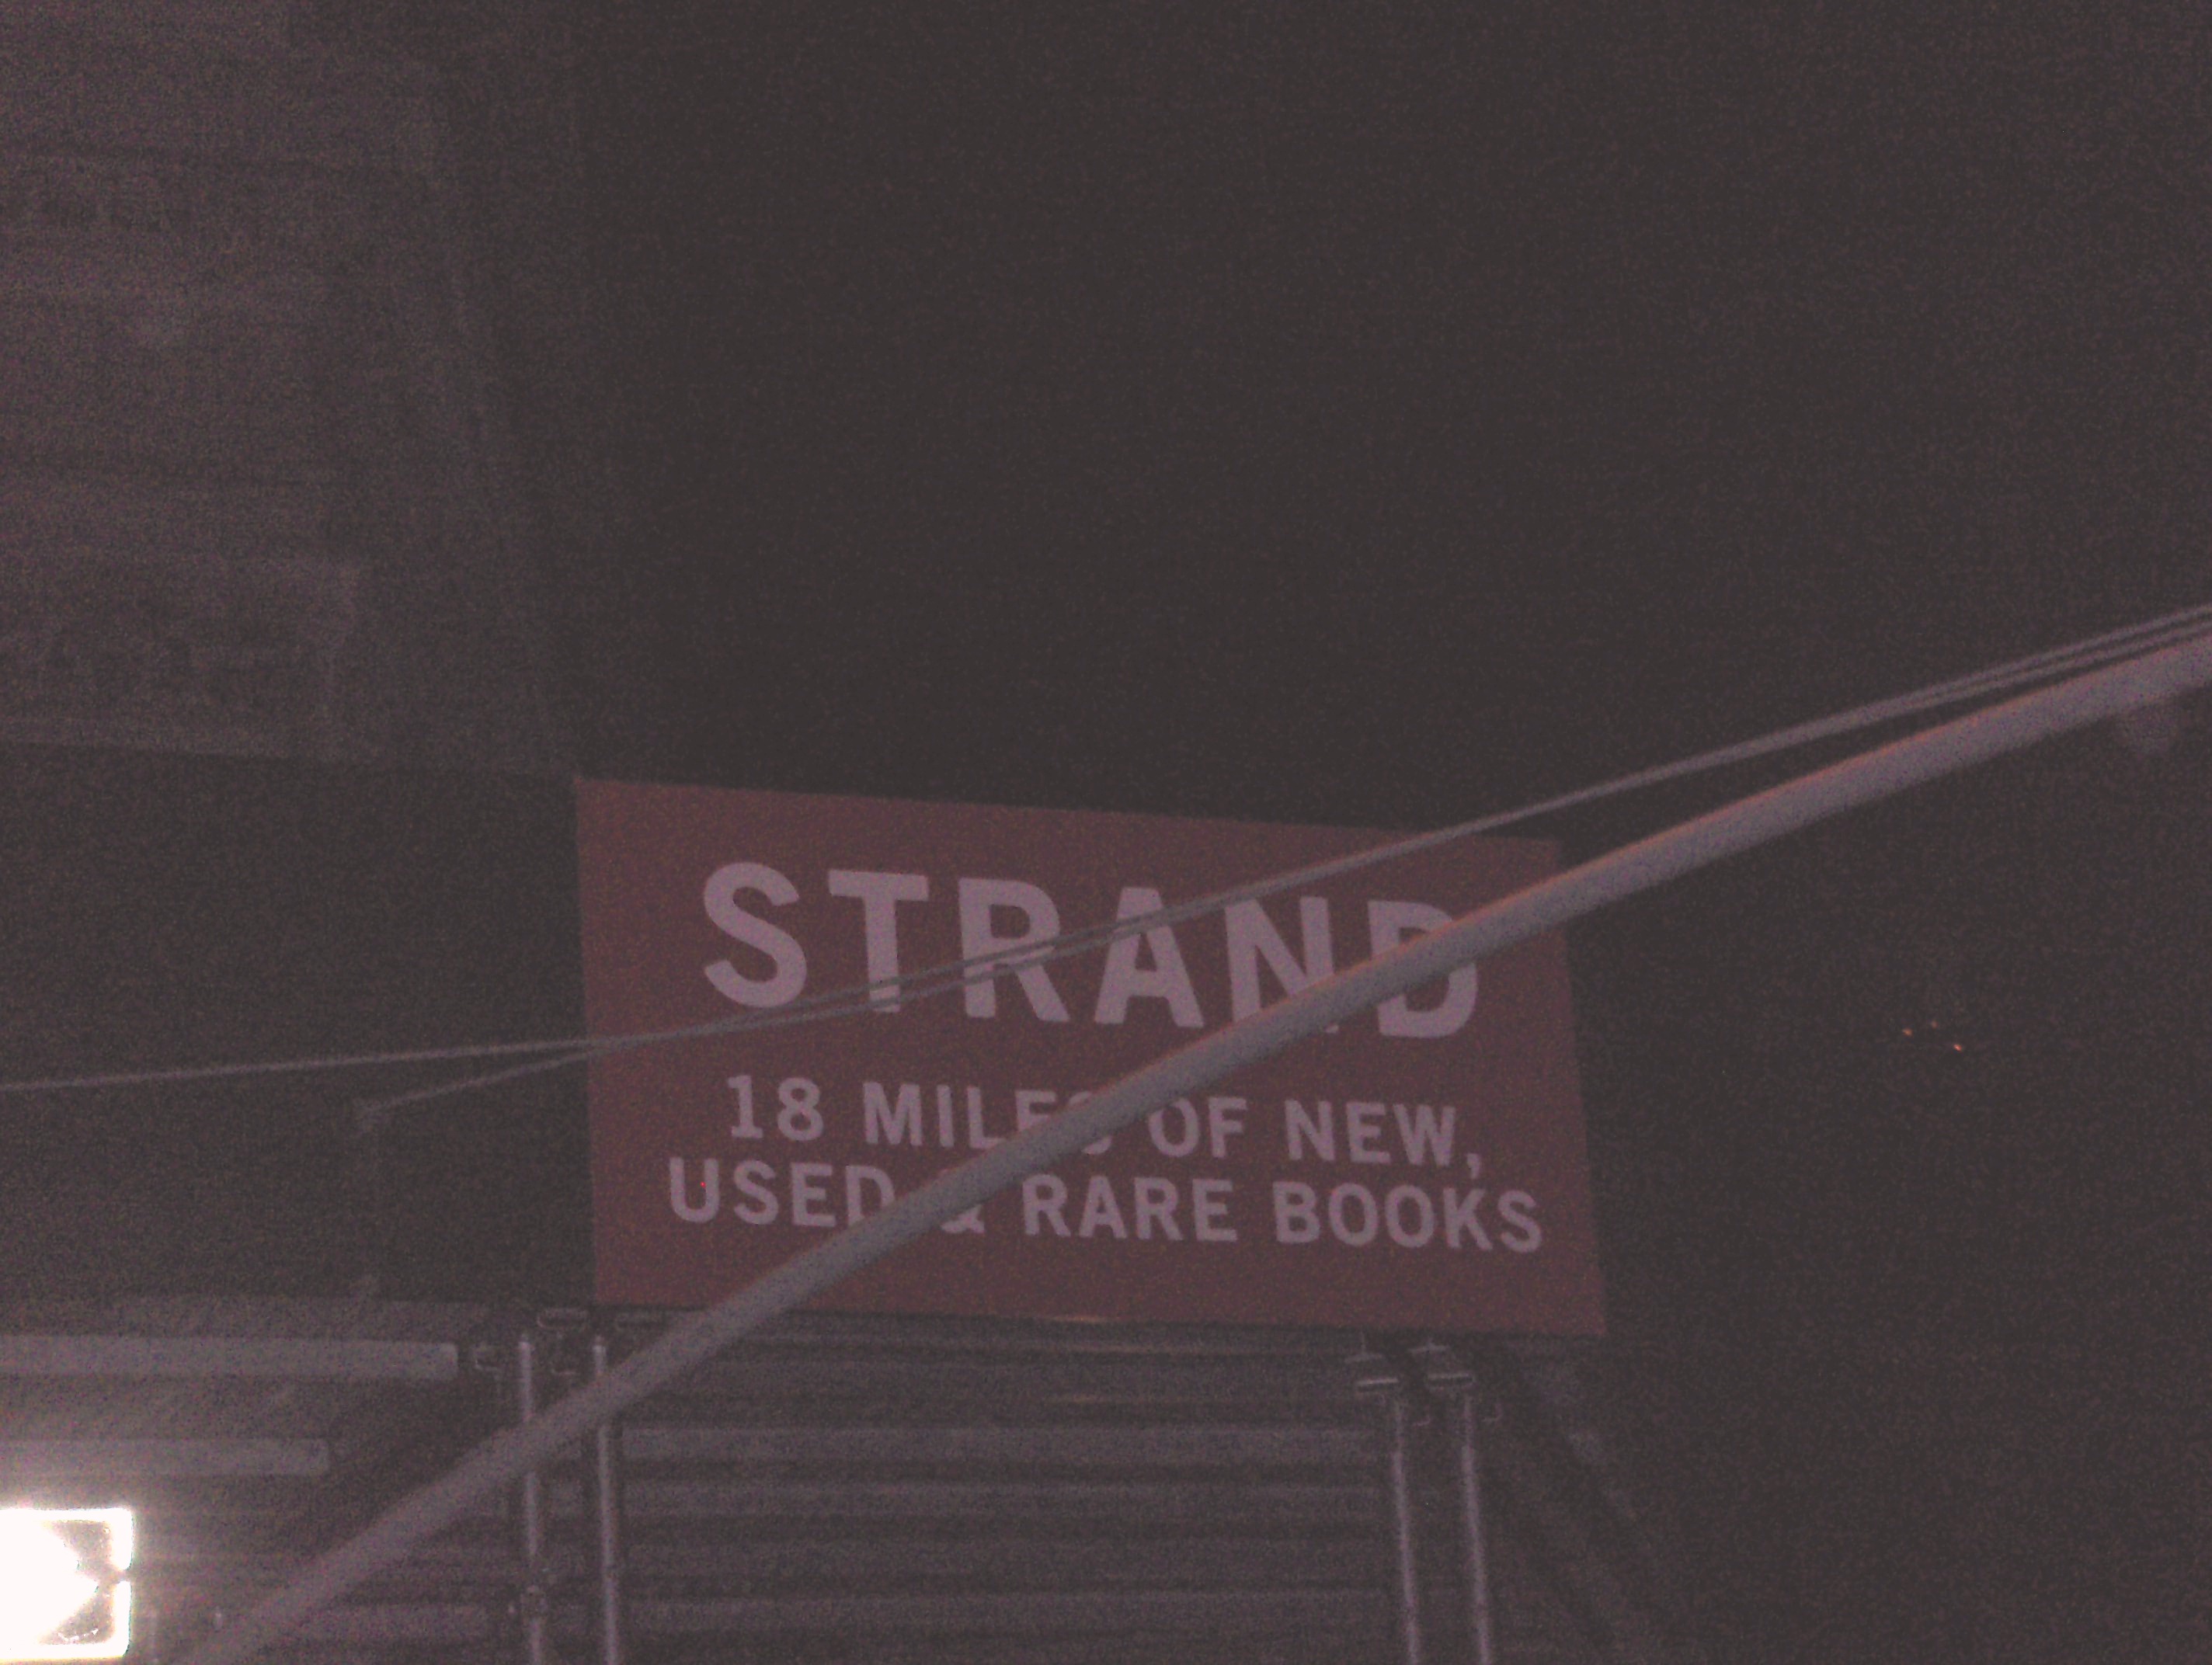 STRAND
18 MILES OF NEW,
USED & RARE BOOKS